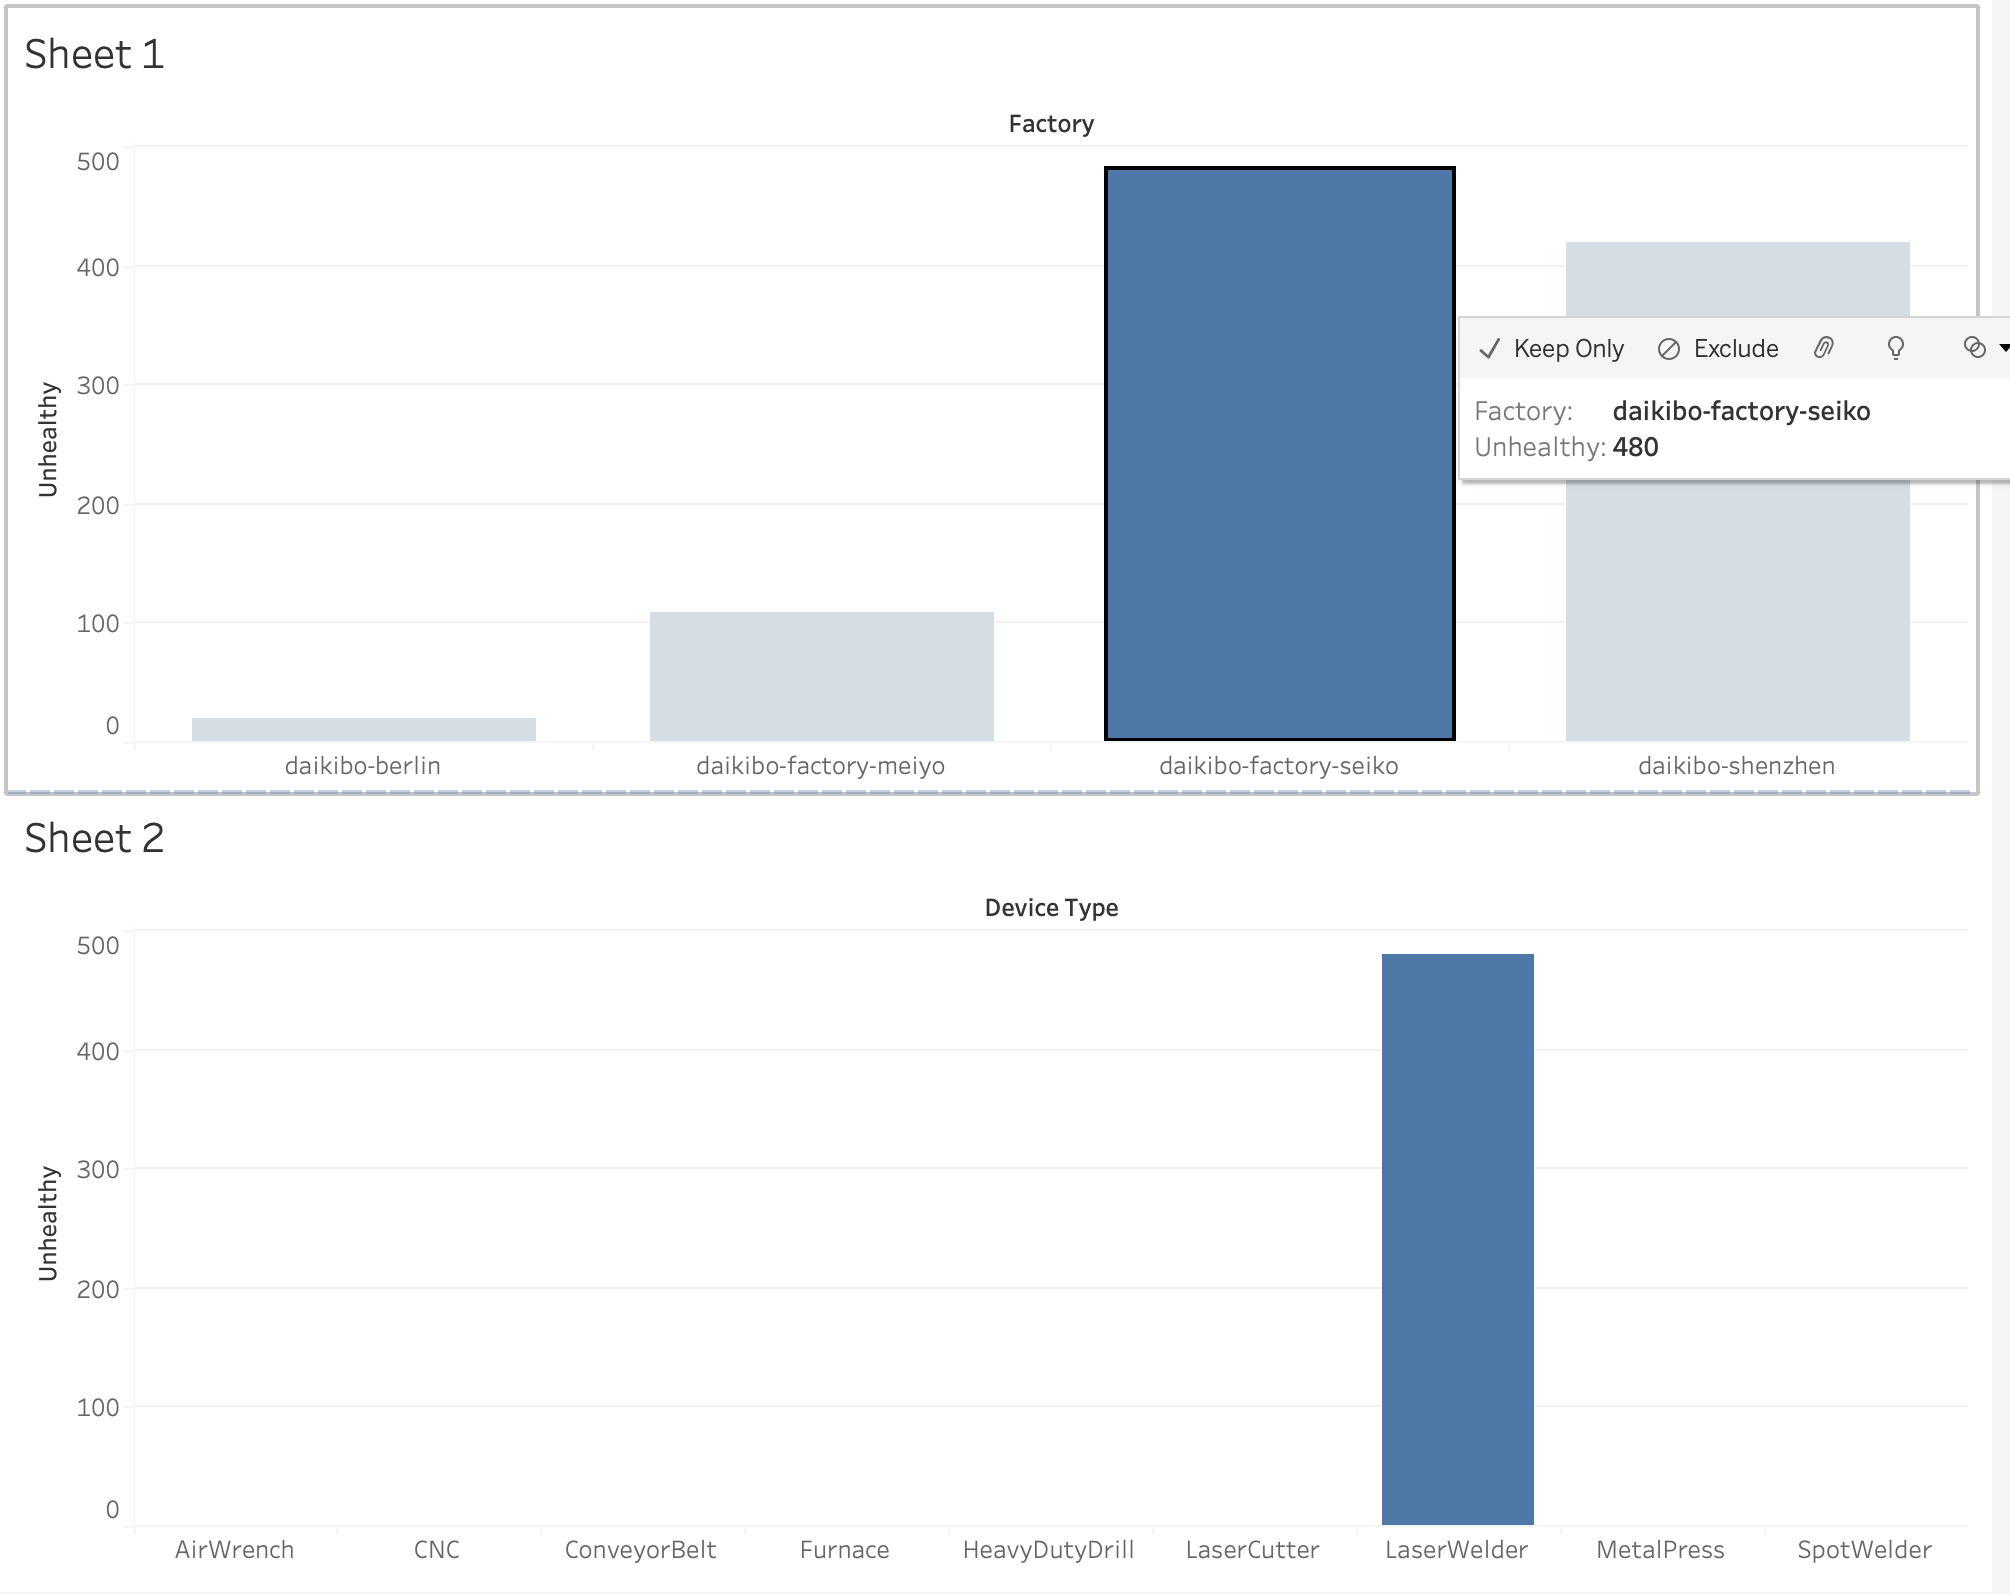 Sheet 1
Factory
500
400
300
200
100
0
Unhealthy
Keep Only Exclude
Factory: daikibo-factory-seiko
Unhealthy: 480
daikibo-berlin daikibo-factory-meiyo daikibo-factory-seiko daikibo-shenzhen
Sheet 2
Device Type
500
400
300
200
100
0
Unhealthy
AirWrench CNC ConveyorBelt Furnace HeavyDutyDrill LaserCutter LaserWelder MetalPress SpotWelder